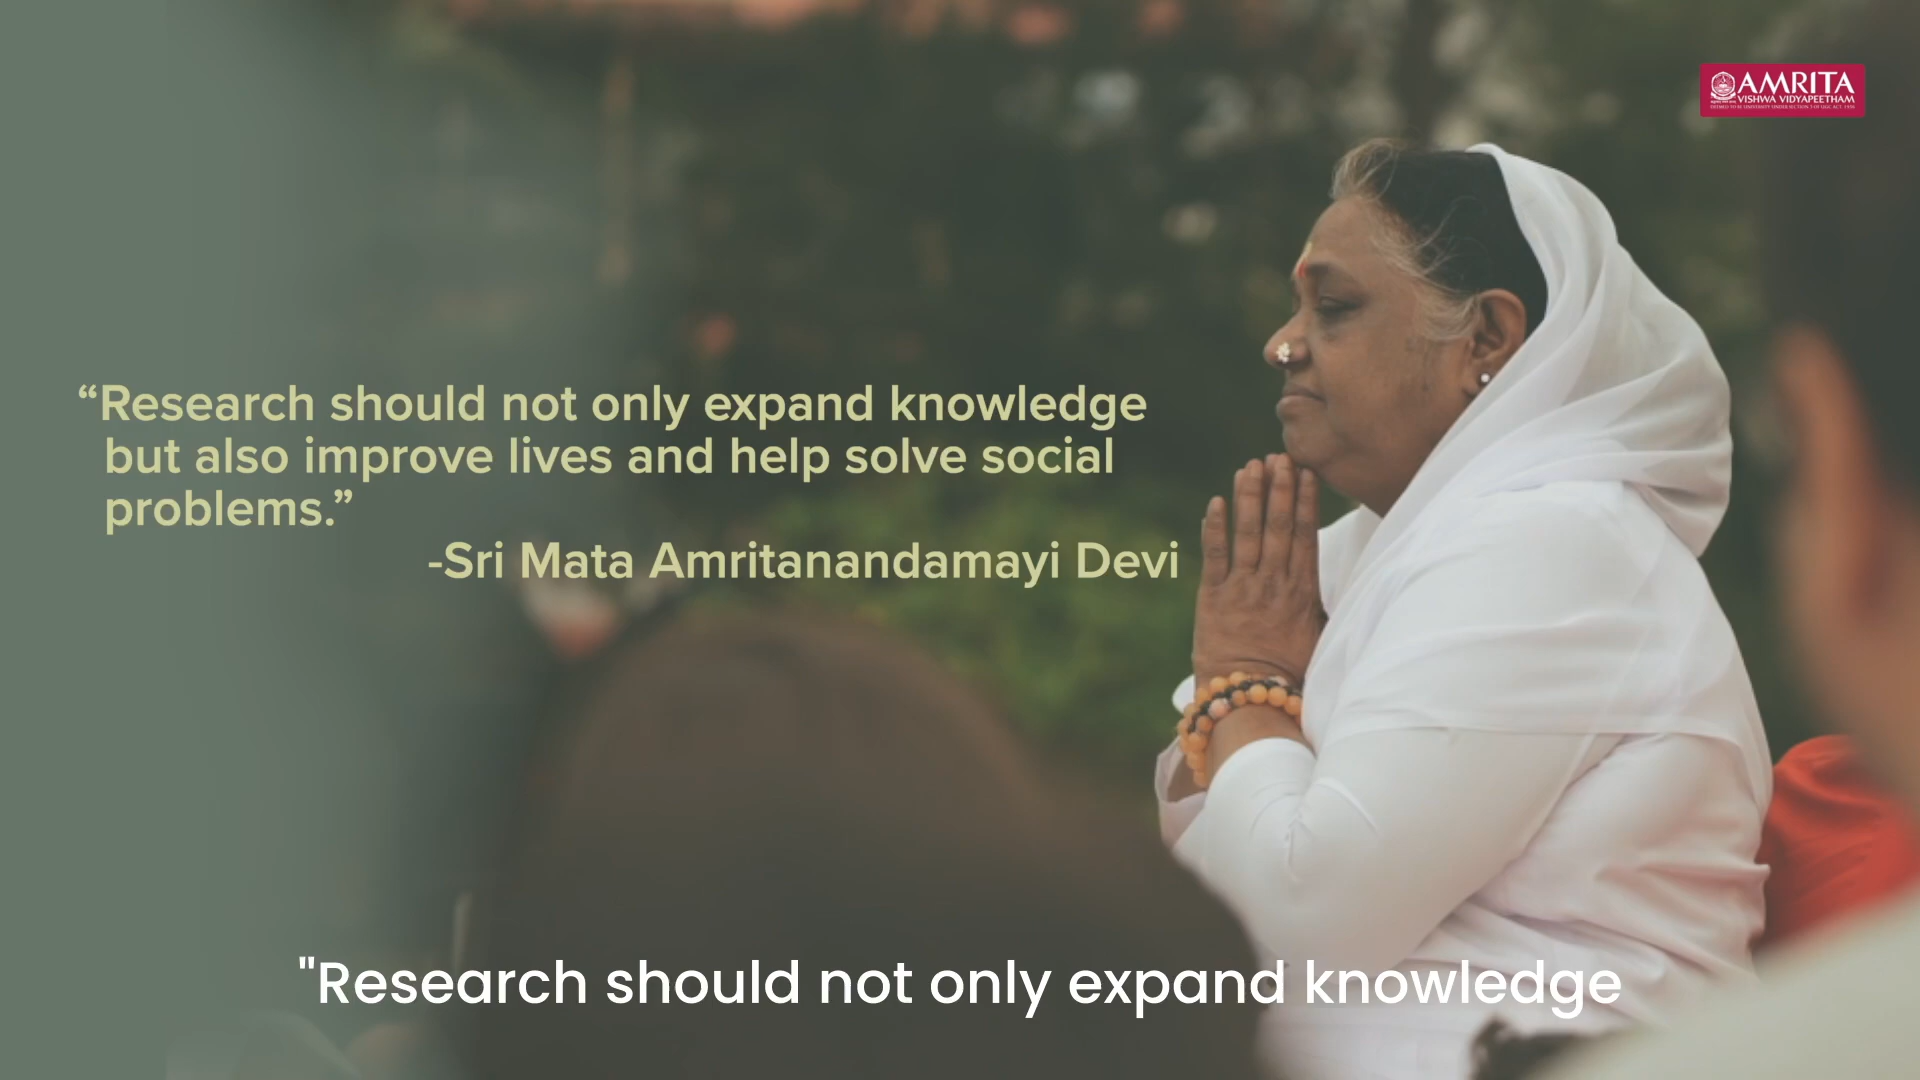 AMRITA
VISHWA VIDYAPEETHAM
“Research should not only expand knowledge
but also improve lives and help solve social
problems.”
-Sri Mata Amritanandamayi Devi
"Research should not only expand knowledge